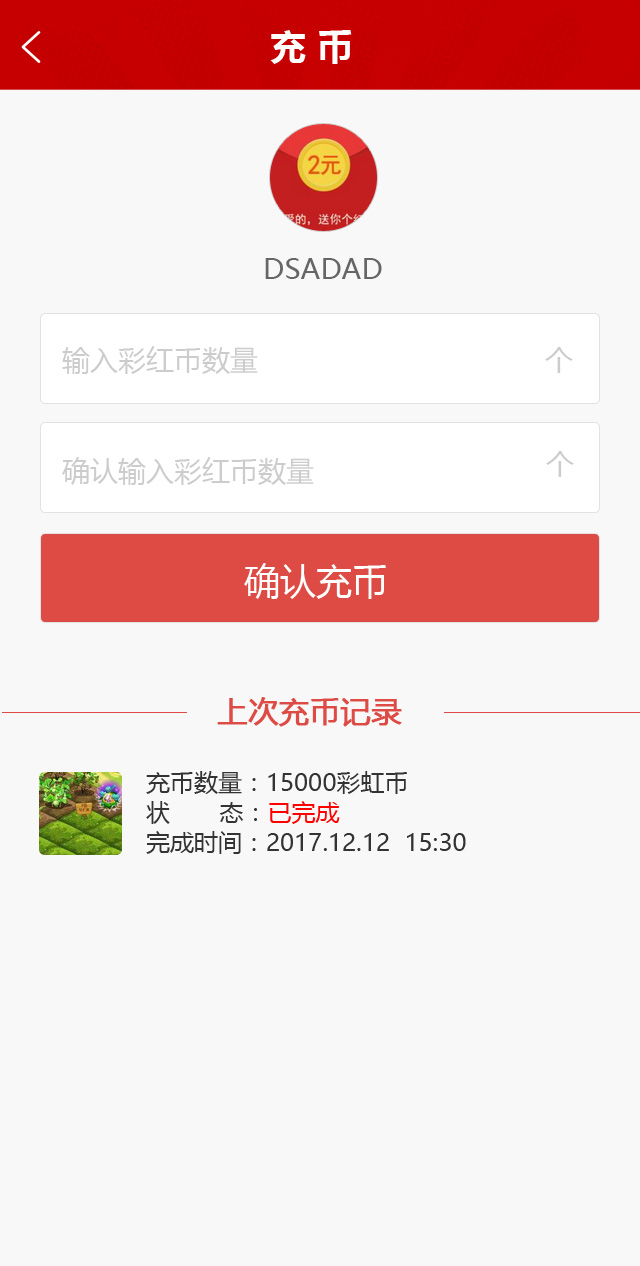 充 币
2元
爱的，送你个红
DSADAD
输入彩红币数量 个
确认输入彩红币数量 个
确认充币
上次充币记录
充币数量：15000彩虹币
状 态：已完成
完成时间：2017.12.12 15:30